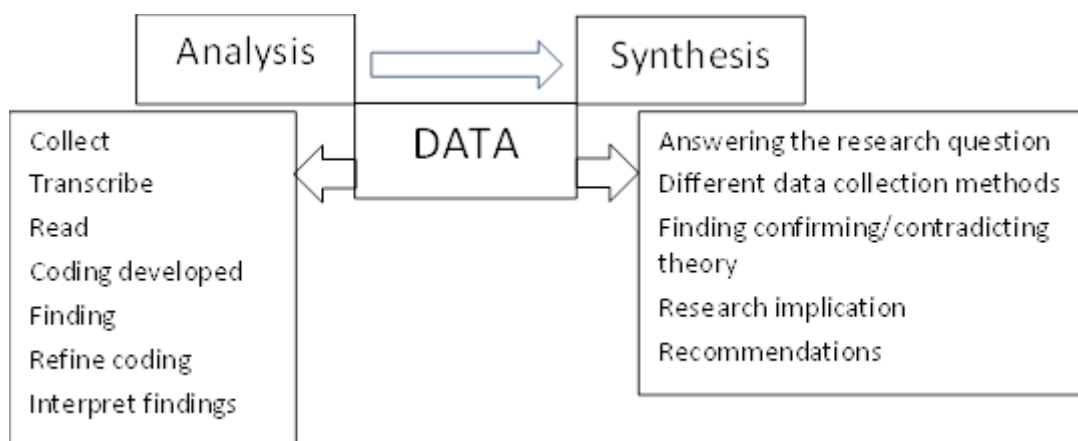 Analysis
Synthesis
DATA
Collect
Transcribe
Read
Coding developed
Finding
Refine coding
Interpret findings
Answering the research question
Different data collection methods
Finding confirming/contradicting
theory
Research implication
Recommendations